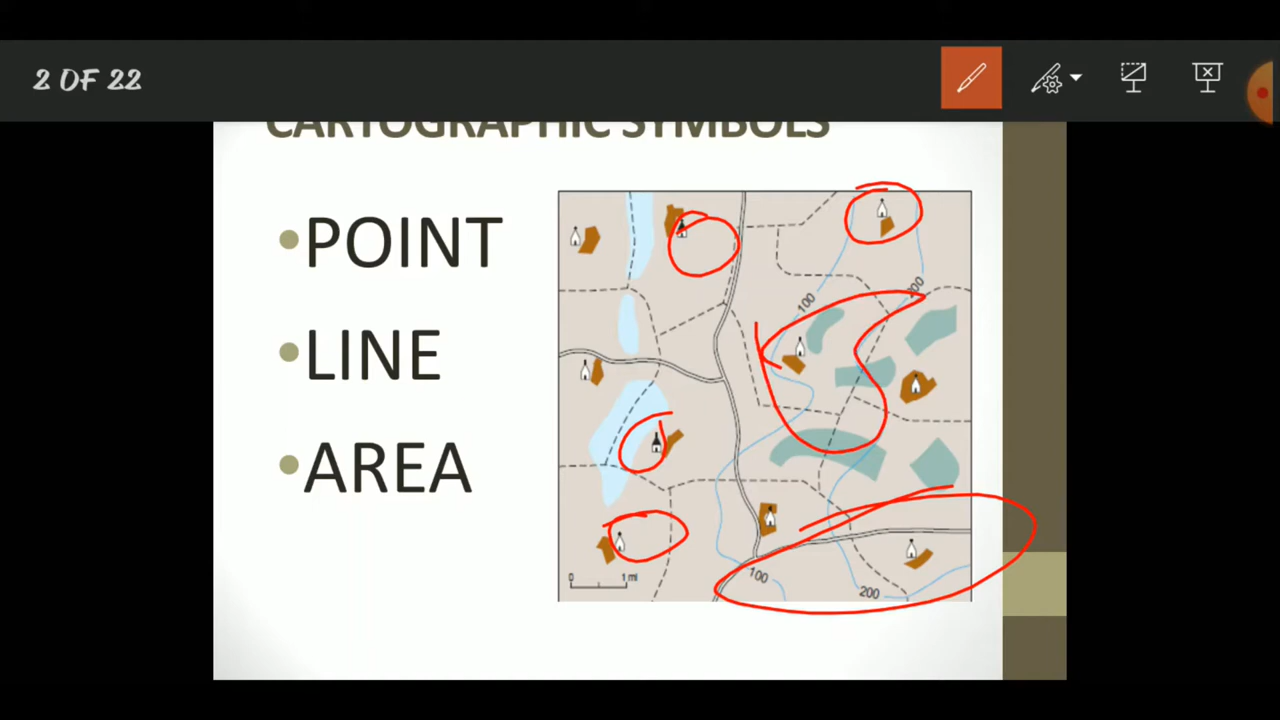 2 OF 22
CARTOGRAPHIC SYMBOLS
•POINT
•LINE
•AREA
100
200
0 1 mi
100
200